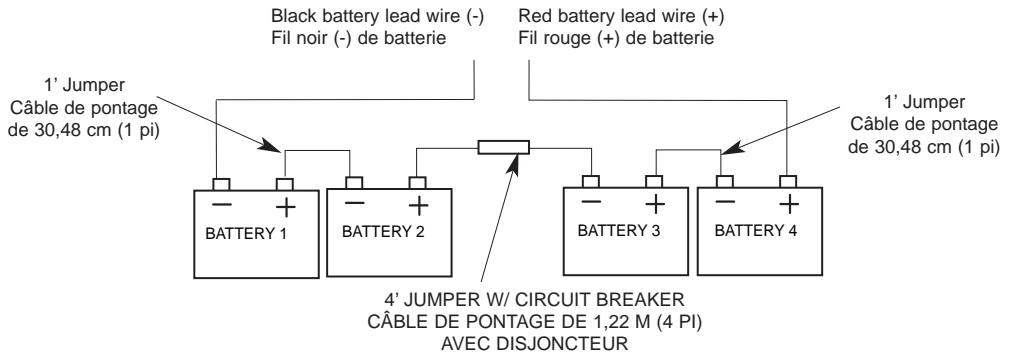 Black battery lead wire (-)
Fil noir (-) de batterie
Red battery lead wire (+)
Fil rouge (+) de batterie
1’ Jumper
Câble de pontage
de 30,48 cm (1 pi)
1’ Jumper
Câble de pontage
de 30,48 cm (1 pi)
– +
BATTERY 1
– +
BATTERY 2
– +
BATTERY 3
– +
BATTERY 4
4’ JUMPER W/ CIRCUIT BREAKER
CÂBLE DE PONTAGE DE 1,22 M (4 PI)
AVEC DISJONCTEUR